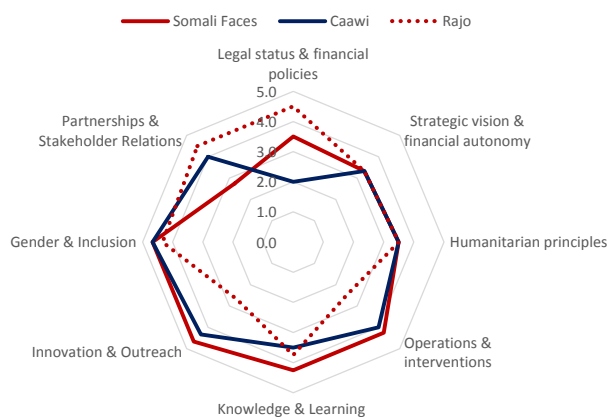 Somali Faces Caawi Rajo
Legal status & financial
policies
5.0
4.0
3.0
2.0
1.0
0.0
Strategic vision &
financial autonomy
Humanitarian principles
Operations &
interventions
Knowledge & Learning
Innovation & Outreach
Gender & Inclusion
Partnerships &
Stakeholder Relations